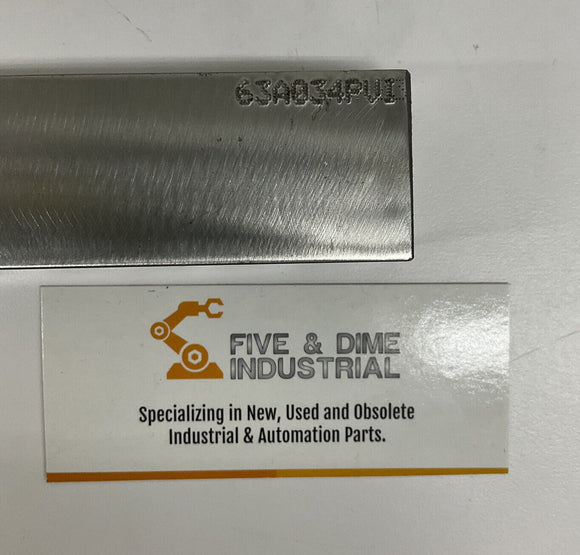 63A034PVI
FIVE & DIME
INDUSTRIAL
Specializing in New, Used and Obsolete
Industrial & Automation Parts.